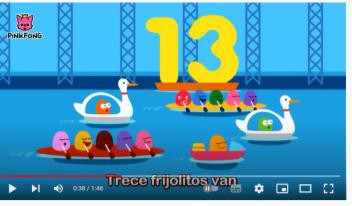 PINKFONG
13
Trece frijolitos van
0:38 / 1:48